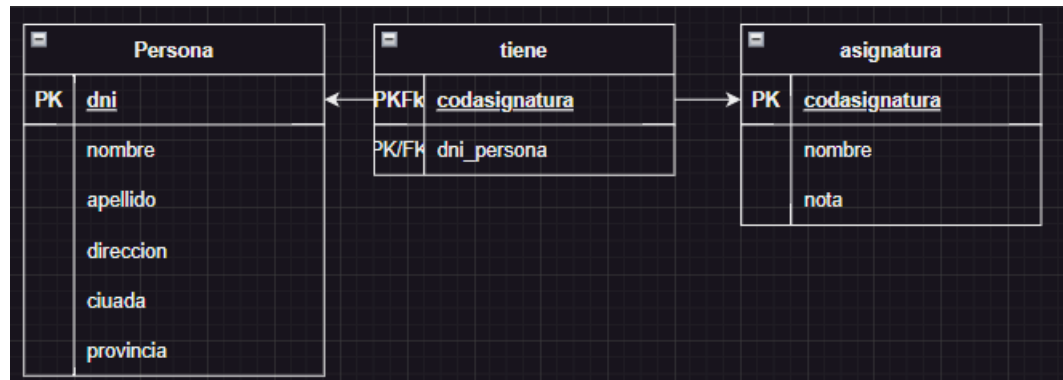 Persona
PK dni
nombre
apellido
direccion
ciuada
provincia
tiene
PKFk codasignatura
PK/FK dni_persona
asignatura
PK codasignatura
nombre
nota